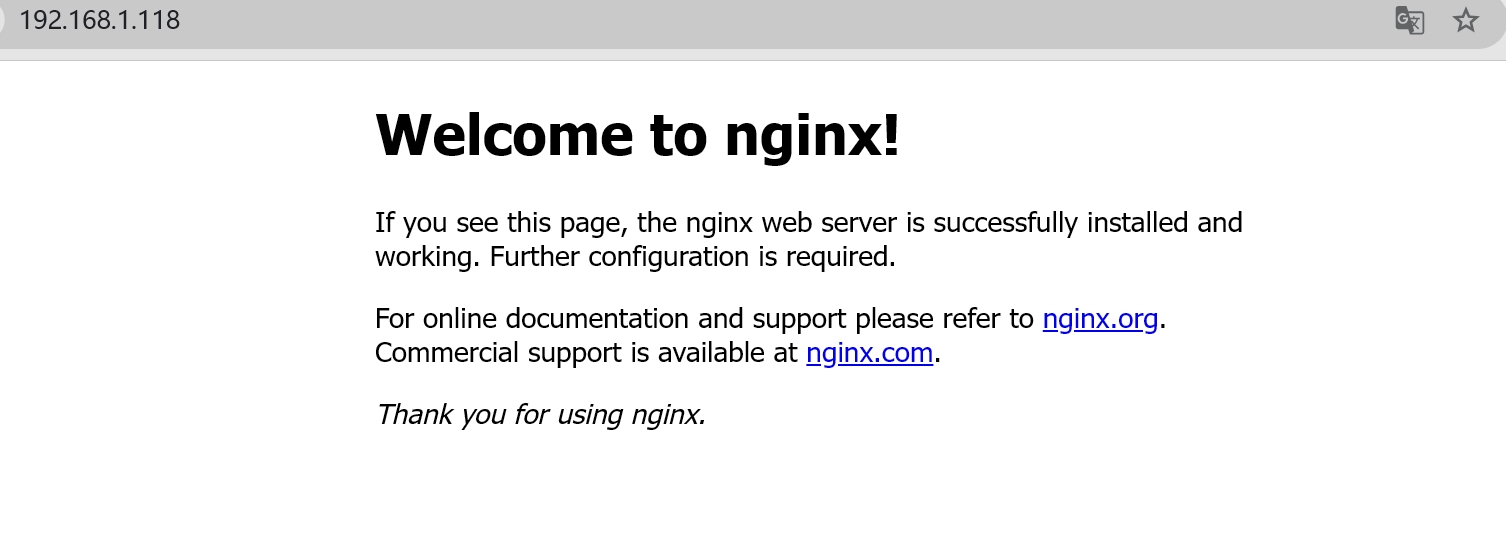 192.168.1.118
Welcome to nginx!
If you see this page, the nginx web server is successfully installed and
working. Further configuration is required.
For online documentation and support please refer to nginx.org.
Commercial support is available at nginx.com.
Thank you for using nginx.